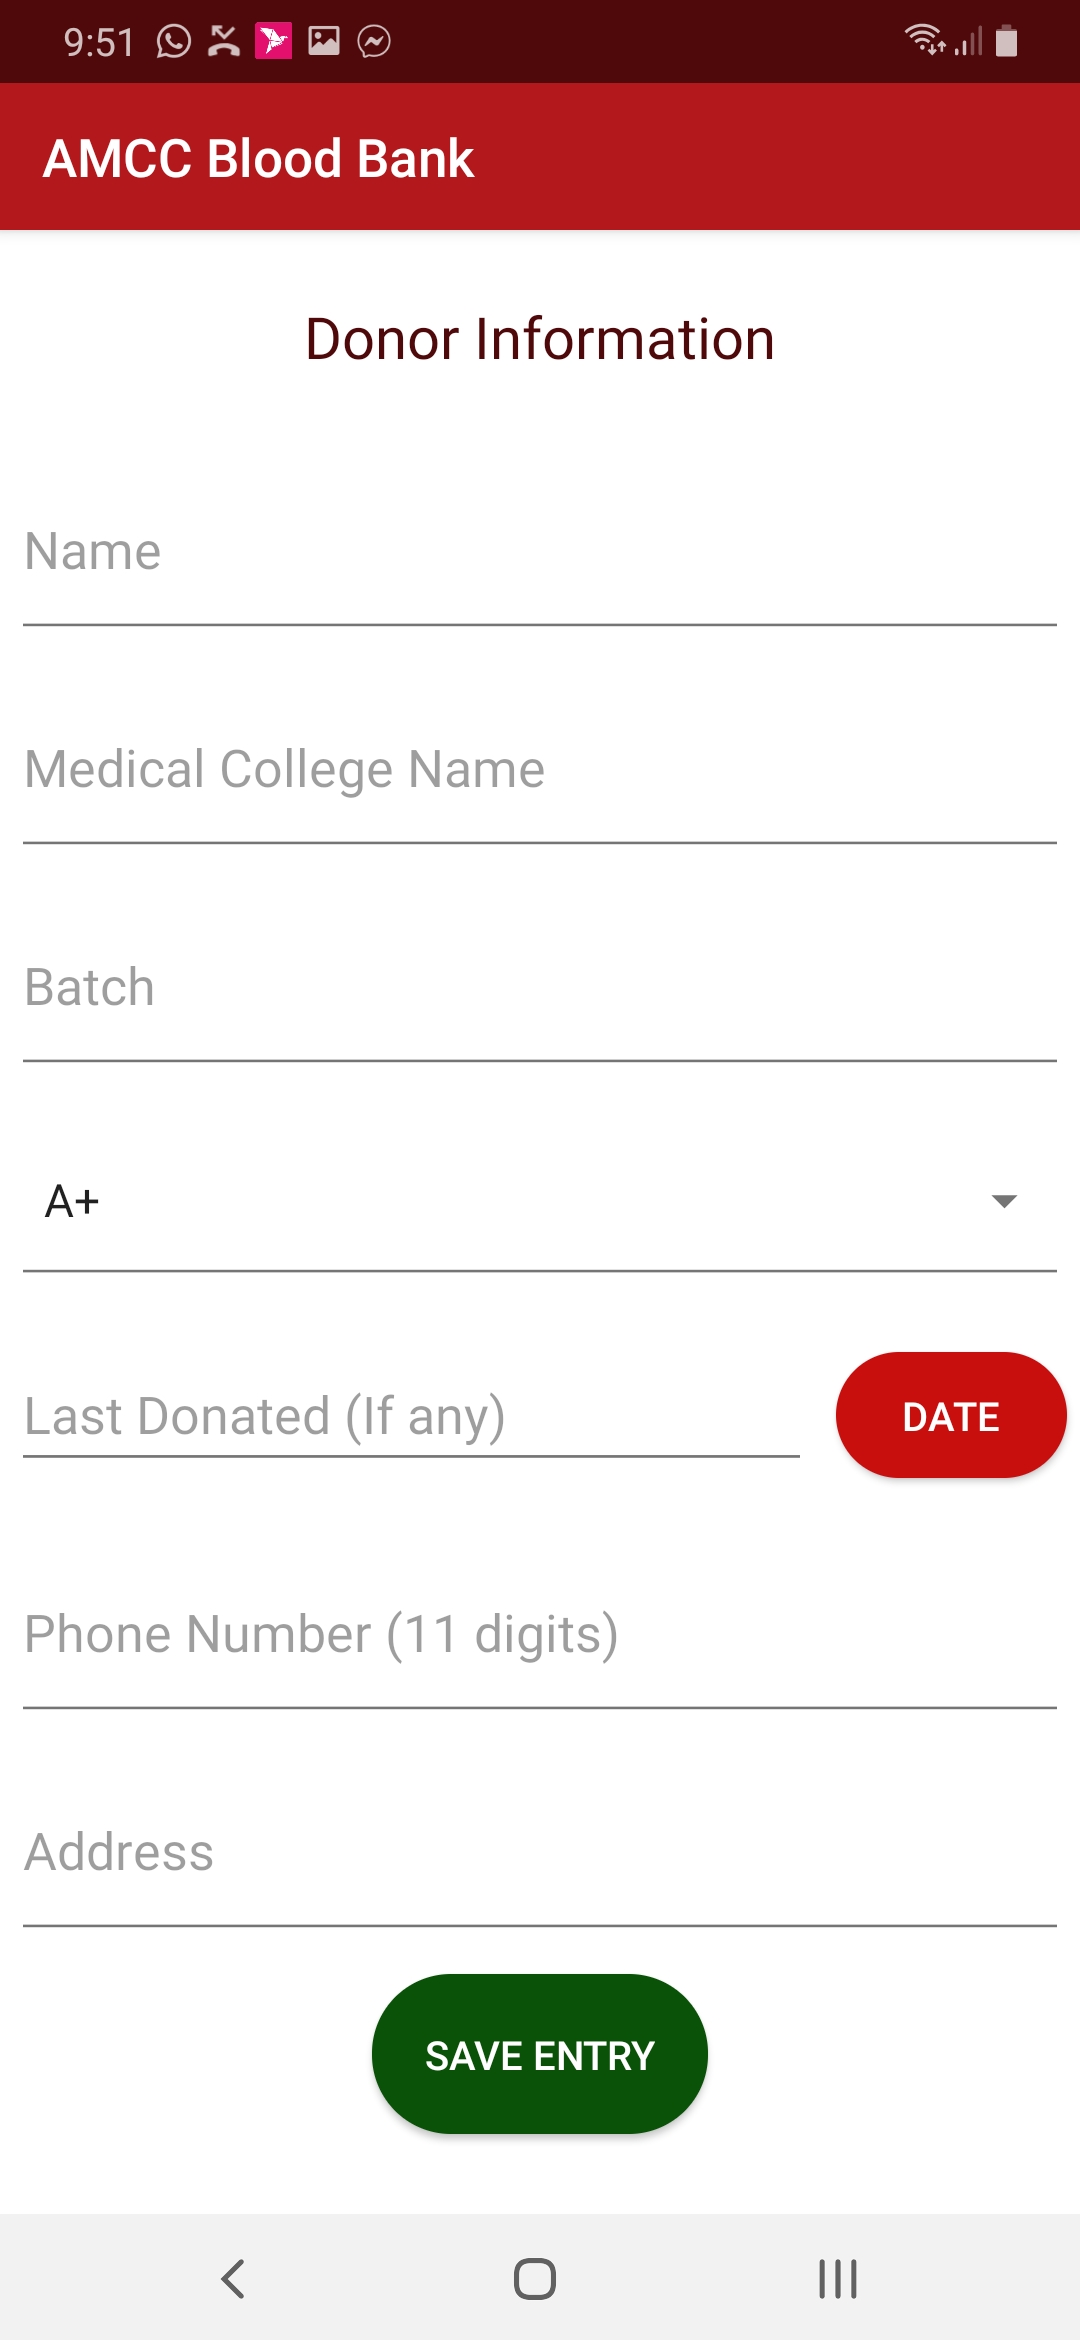 9:51
AMCC Blood Bank
Donor Information
Name
Medical College Name
Batch
A+
Last Donated (If any)
DATE
Phone Number (11 digits)
Address
SAVE ENTRY